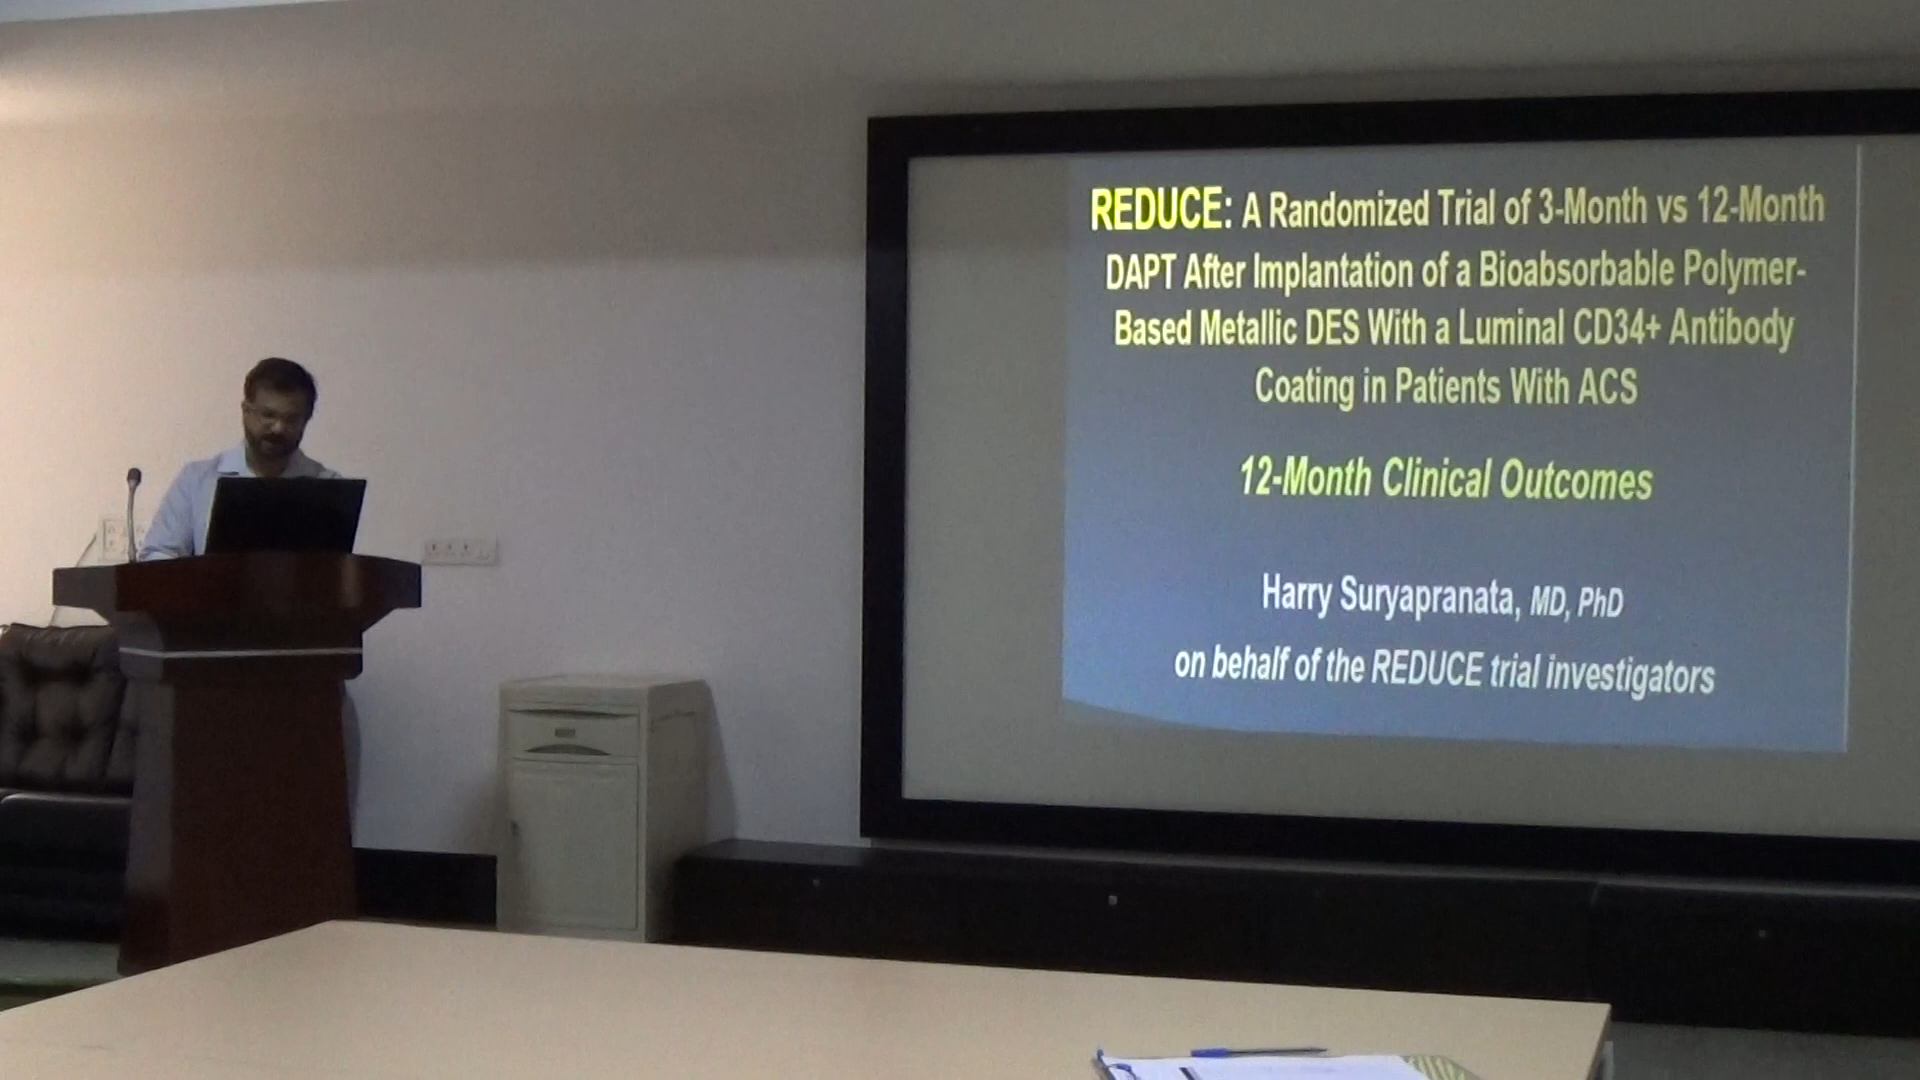 REDUCE: A Randomized Trial of 3-Month vs 12-Month
DAPT After Implantation of a Bioabsorbable Polymer-
Based Metallic DES With a Luminal CD34+ Antibody
Coating in Patients With ACS
12-Month Clinical Outcomes
Harry Suryapranata, MD, PhD
on behalf of the REDUCE trial investigators